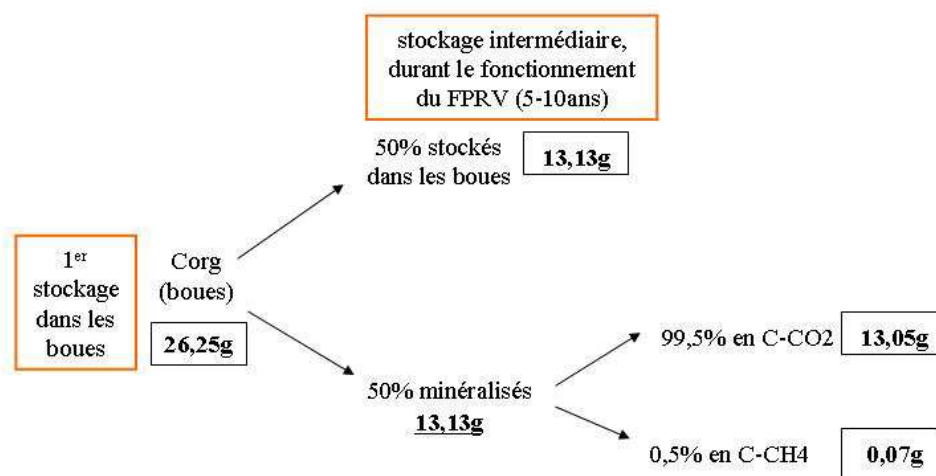 stockage intermédiaire,
durant le fonctionnement
du FPRV (5-10ans)
50% stockés
dans les boues
13,13g
1er
stockage
dans les
boues
Corg
(boues)
26,25g
50% minéralisés
13,13g
99,5% en C-CO2
13,05g
0,5% en C-CH4
0,07g